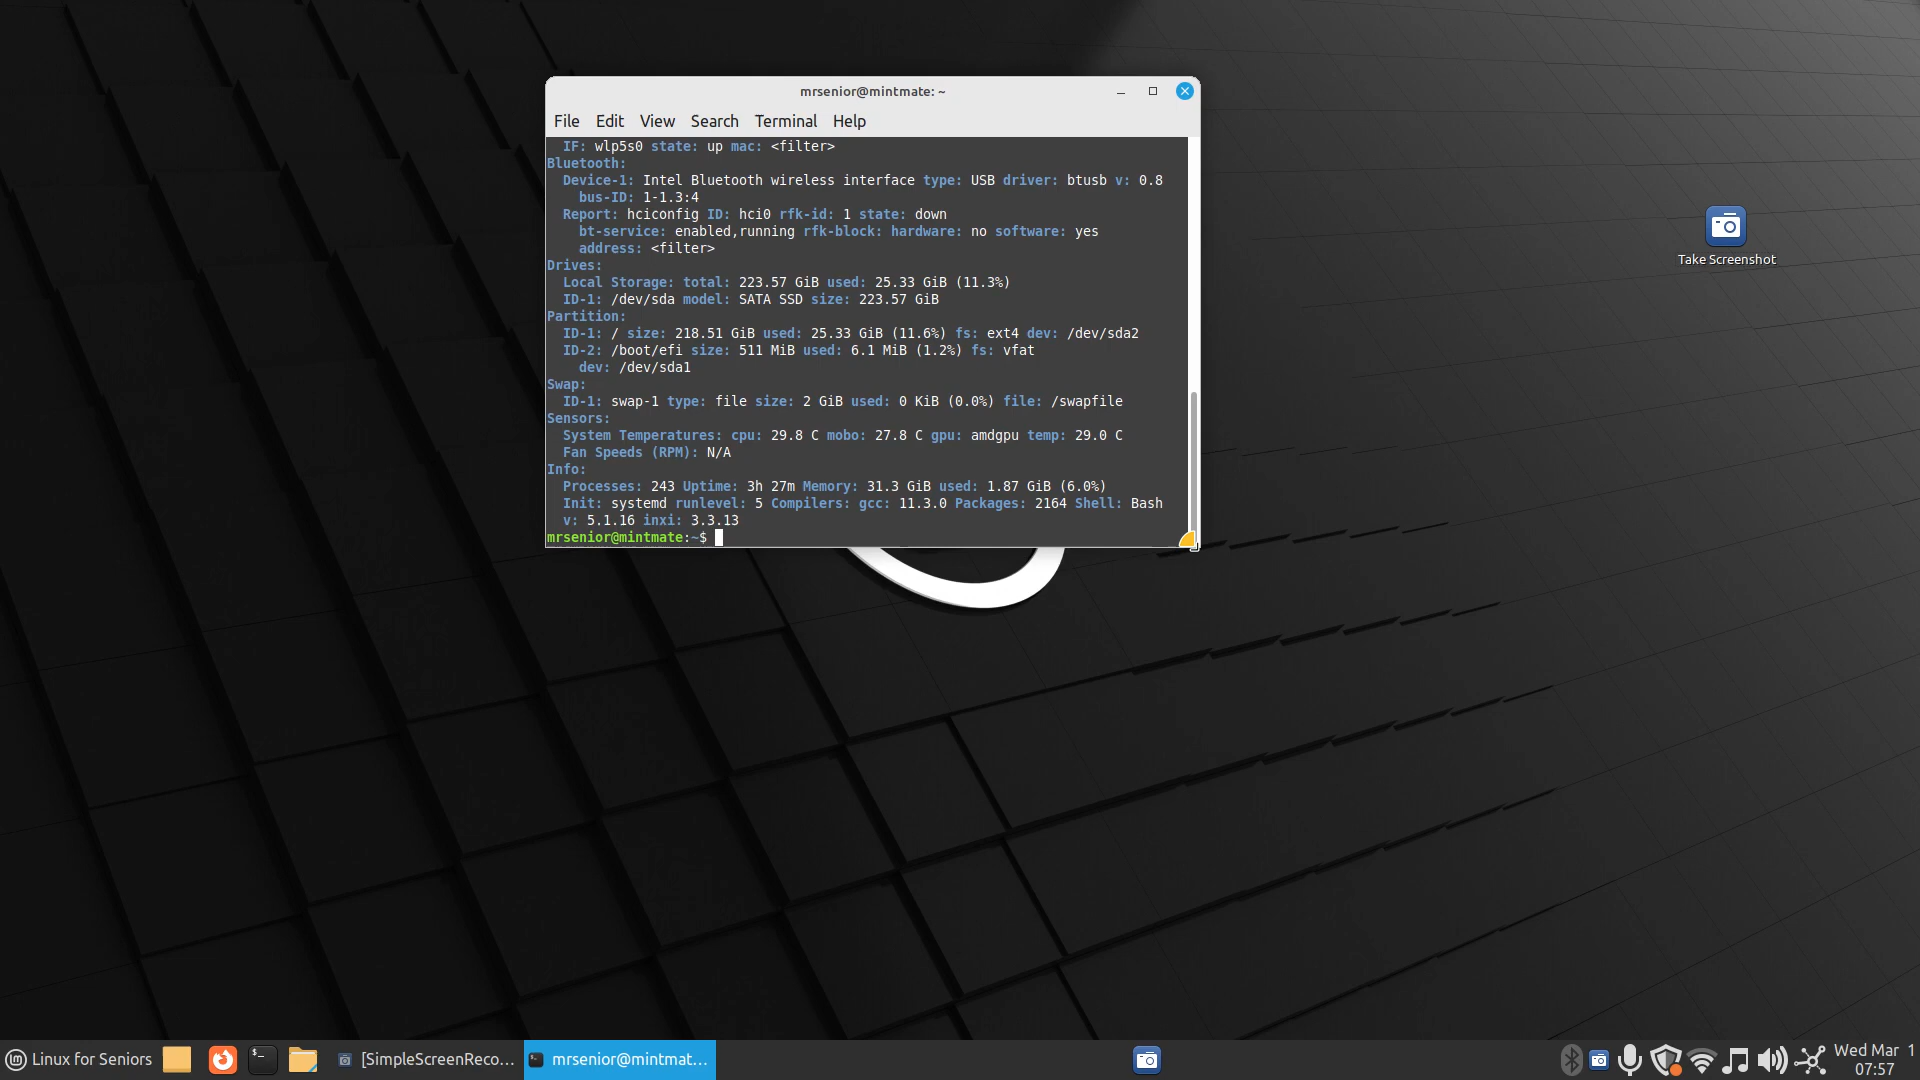 mrsenior@mintmate: ~
File Edit View Search Terminal Help
IF: wlp5s0 state: up mac: <filter>
Bluetooth:
Device-1: Intel Bluetooth wireless interface type: USB driver: btusb v: 0.8
bus-ID: 1-1.3:4
Report: hciconfig ID: hci0 rfk-id: 1 state: down
bt-service: enabled,running rfk-block: hardware: no software: yes
address: <filter>
Drives:
Local Storage: total: 223.57 GiB used: 25.33 GiB (11.3%)
ID-1: /dev/sda model: SATA SSD size: 223.57 GiB
Partition:
ID-1: / size: 218.51 GiB used: 25.33 GiB (11.6%) fs: ext4 dev: /dev/sda2
ID-2: /boot/efi size: 511 MiB used: 6.1 MiB (1.2%) fs: vfat
dev: /dev/sda1
Swap:
ID-1: swap-1 type: file size: 2 GiB used: 0 KiB (0.0%) file: /swapfile
Sensors:
System Temperatures: cpu: 29.8 C mobo: 27.8 C gpu: amdgpu temp: 29.0 C
Fan Speeds (RPM): N/A
Info:
Processes: 243 Uptime: 3h 27m Memory: 31.3 GiB used: 1.87 GiB (6.0%)
Init: systemd runlevel: 5 Compilers: gcc: 11.3.0 Packages: 2164 Shell: Bash
v: 5.1.16 inxi: 3.3.13
mrsenior@mintmate:~$
Take Screenshot
Linux for Seniors [SimpleScreenReco... mrsenior@mintmat... Wed Mar 1
07:57